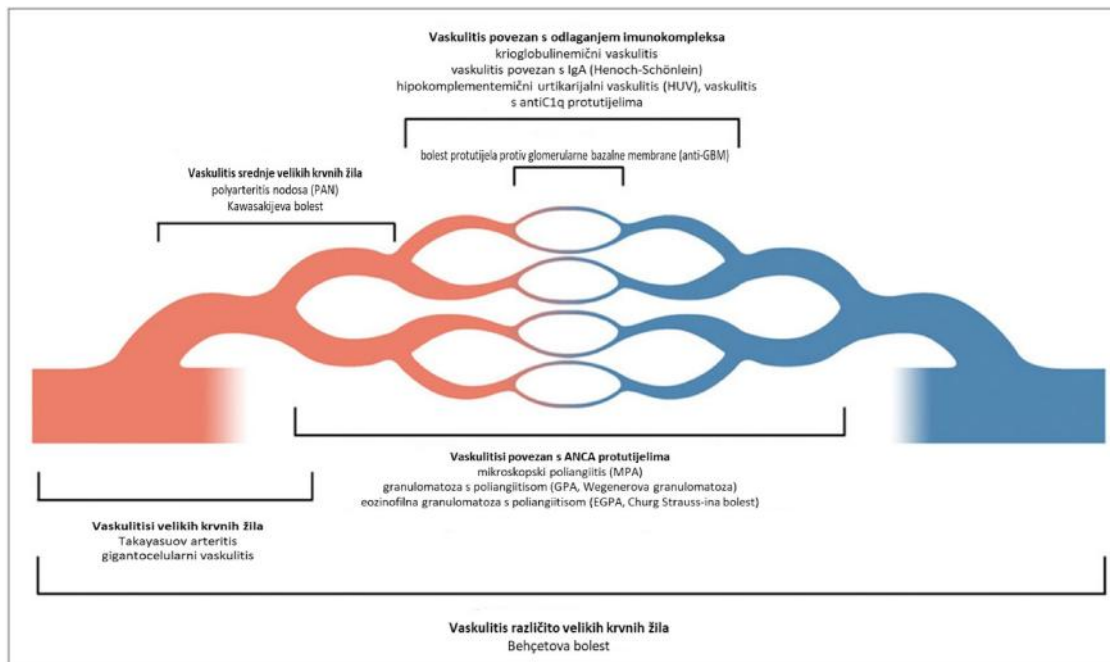 Vaskulitis povezan s odlaganjem imunokompleksa
krioglobulinemični vaskulitis
vaskulitis povezan s IgA (Henoch-Schönlein)
hipokomplementemični urtikarijalni vaskulitis (HUV), vaskulitis
s antiC1q protutijelima
bolest protutijela protiv glomerularne bazalne membrane (anti-GBM)
Vaskulitis srednje velikih krvnih žila
polyarteritis nodosa (PAN)
Kawasakijeva bolest
Vaskulitisi povezan s ANCA protutijelima
mikroskopski poliangiitis (MPA)
granulomatoza s poliangiitisom (GPA, Wegenerova granulomatoza)
eozinofilna granulomatoza s poliangiitisom (EGPA, Churg Strauss-ina bolest)
Vaskulitisi velikih krvnih žila
Takayasuov arteritis
gigantocelularni vaskulitis
Vaskulitis različito velikih krvnih žila
Behçetova bolest